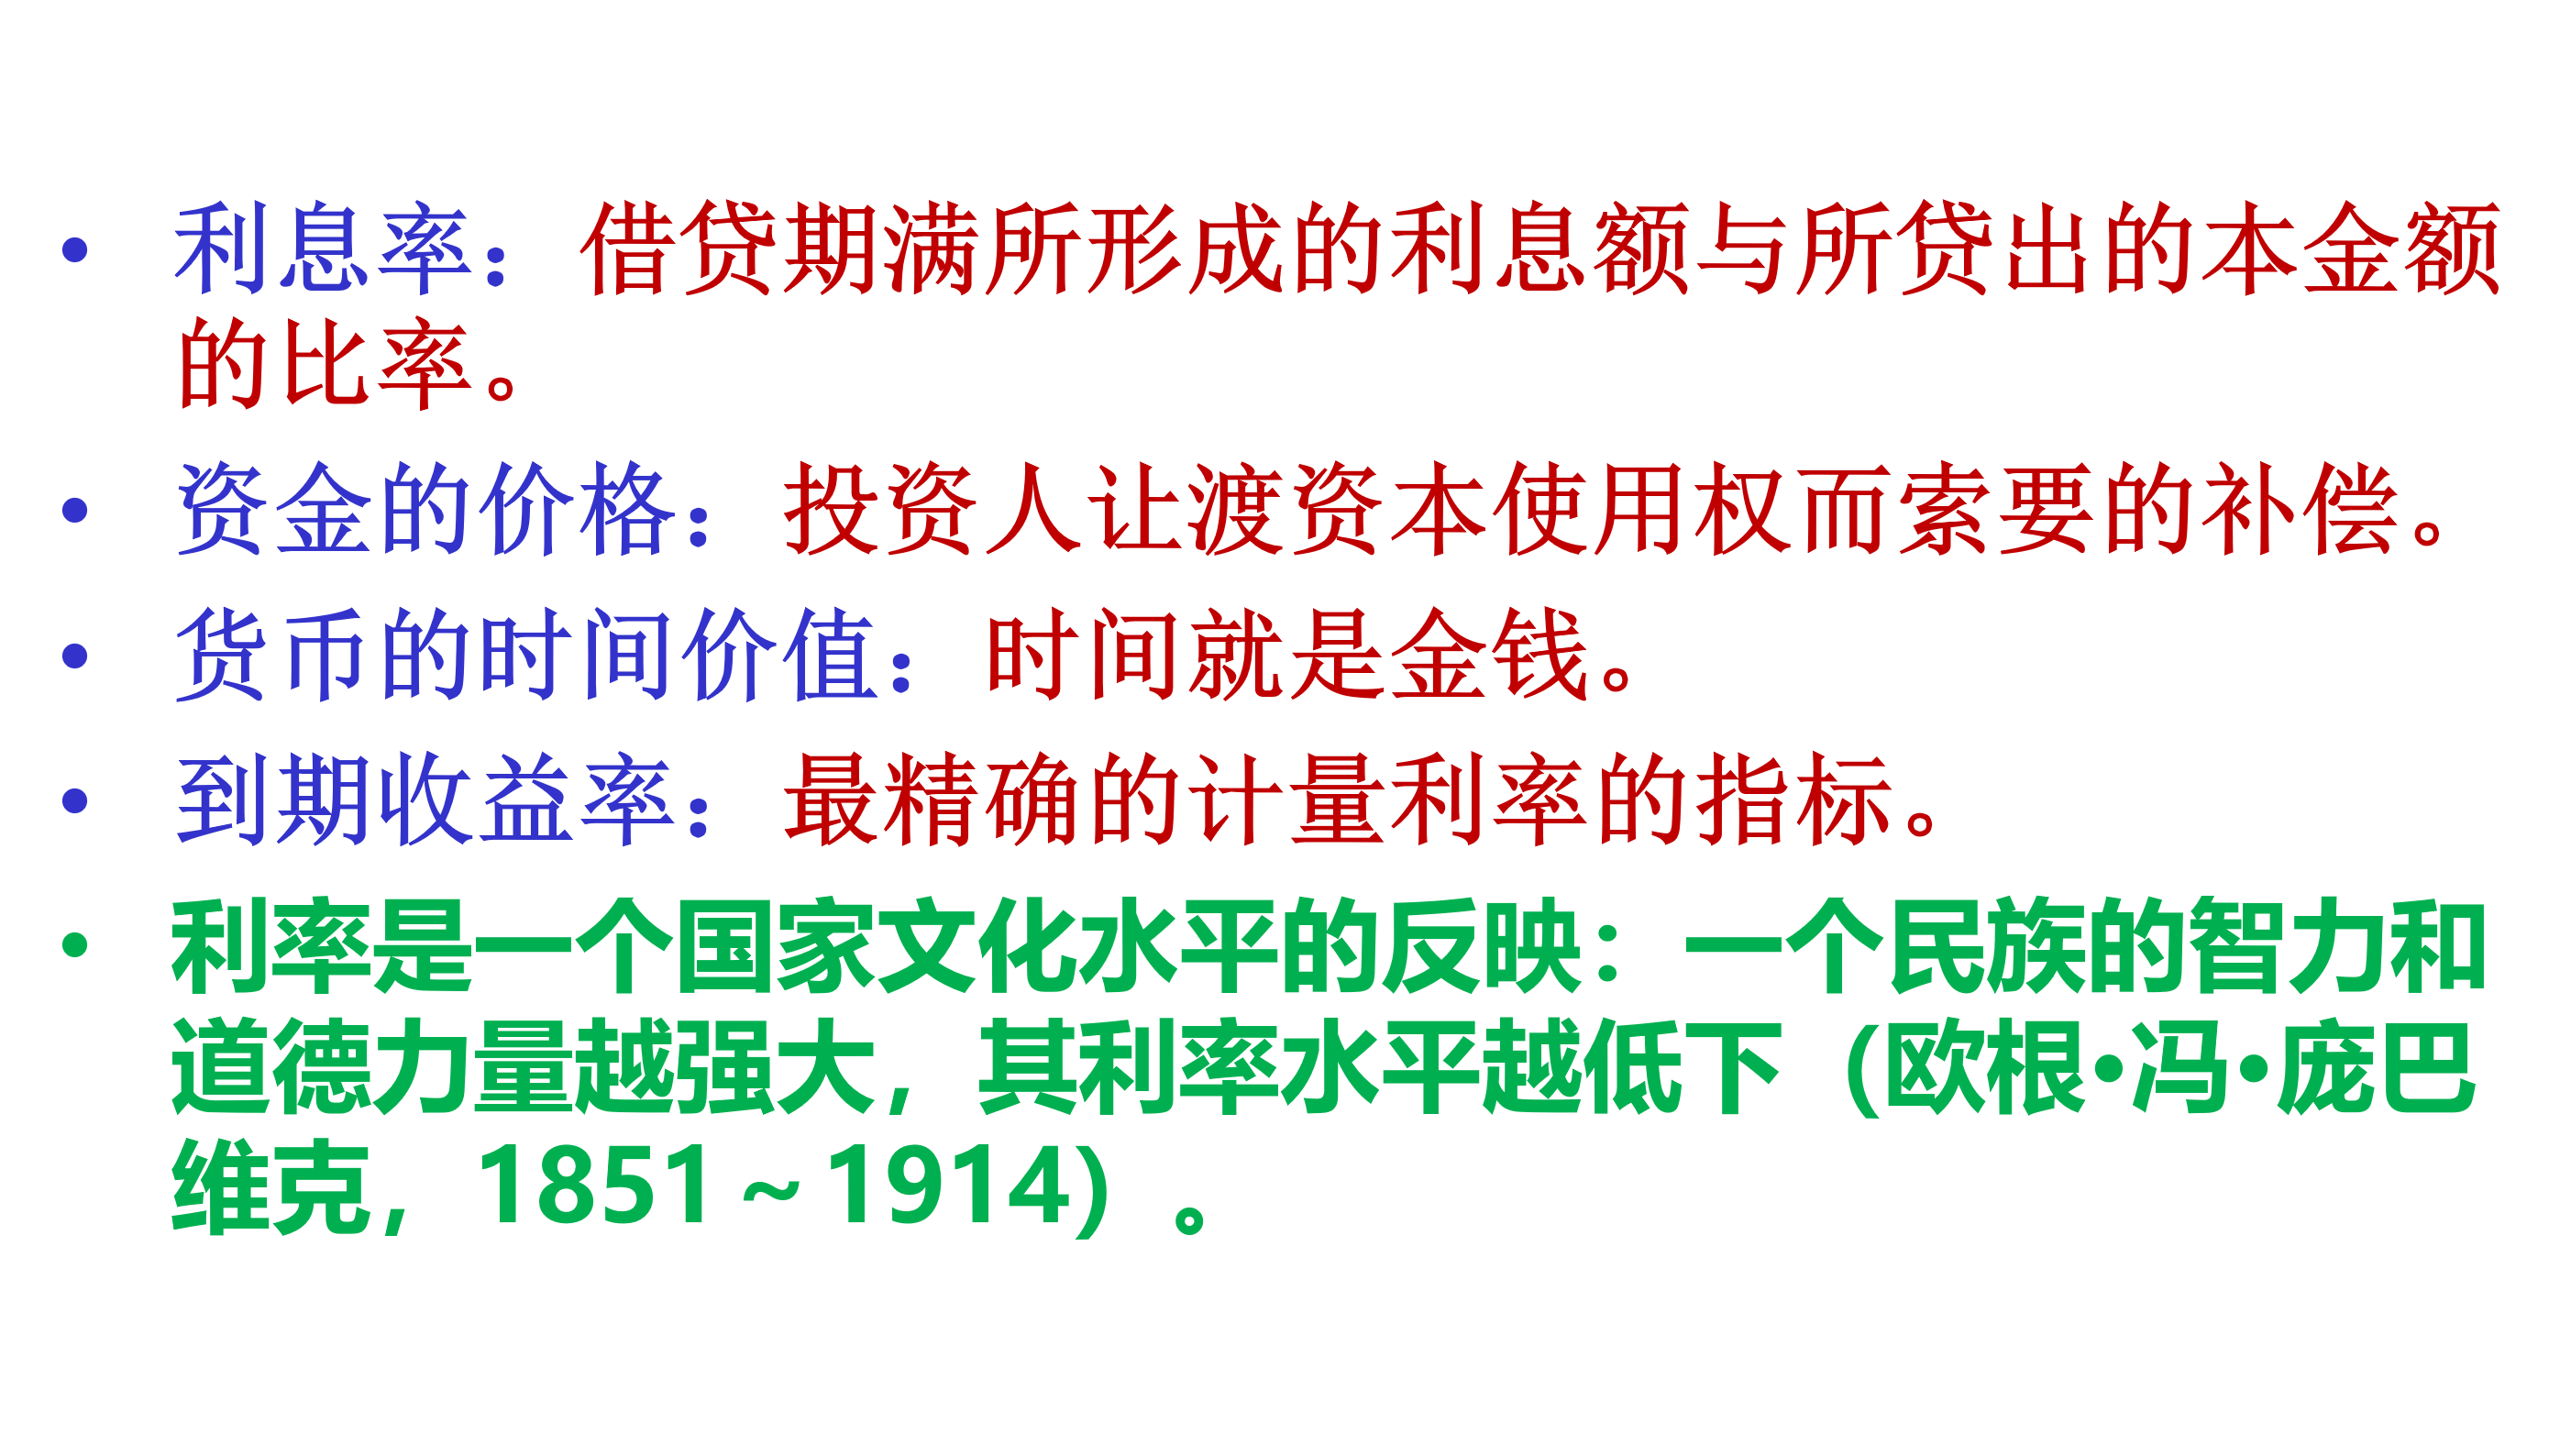 • 利息率：借贷期满所形成的利息额与所贷出的本金额
的比率。
• 资金的价格：投资人让渡资本使用权而索要的补偿。
• 货币的时间价值：时间就是金钱。
• 到期收益率：最精确的计量利率的指标。
• 利率是一个国家文化水平的反映：一个民族的智力和
道德力量越强大，其利率水平越低下（欧根•冯•庞巴
维克，1851～1914）。